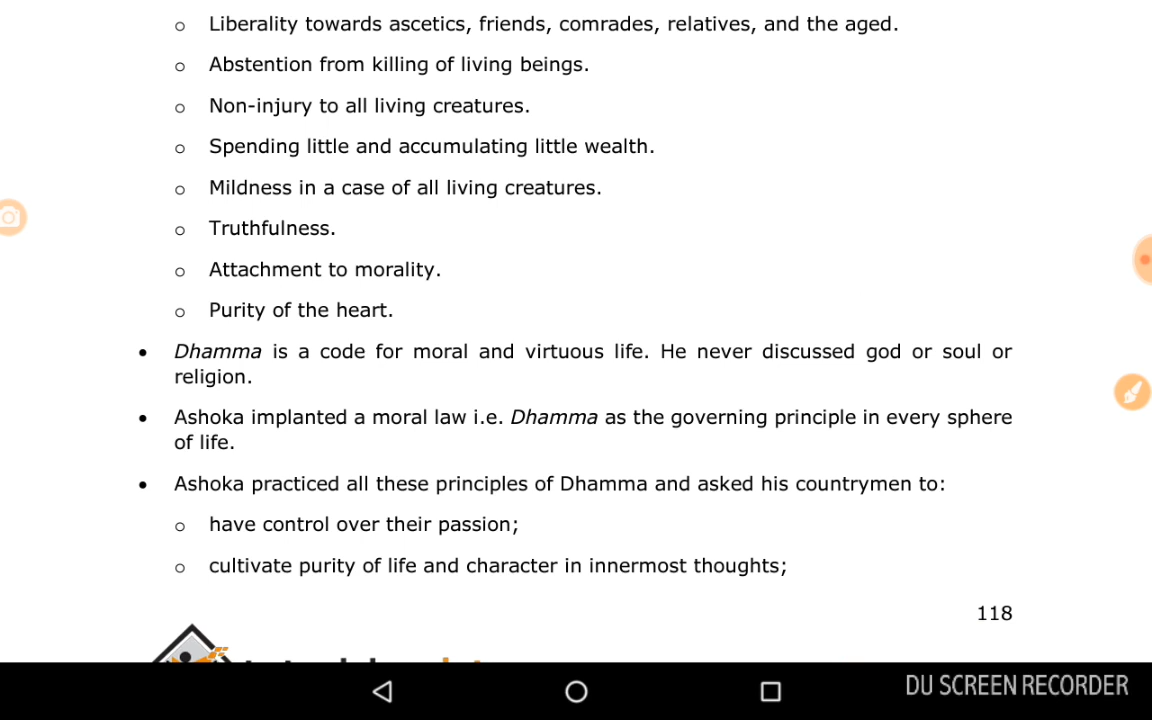 o Liberality towards ascetics, friends, comrades, relatives, and the aged.
o Abstention from killing of living beings.
o Non-injury to all living creatures.
o Spending little and accumulating little wealth.
o Mildness in a case of all living creatures.
o Truthfulness.
o Attachment to morality.
o Purity of the heart.
• Dhamma is a code for moral and virtuous life. He never discussed god or soul or
religion.
• Ashoka implanted a moral law i.e. Dhamma as the governing principle in every sphere
of life.
• Ashoka practiced all these principles of Dhamma and asked his countrymen to:
o have control over their passion;
o cultivate purity of life and character in innermost thoughts;
118
DU SCREEN RECORDER